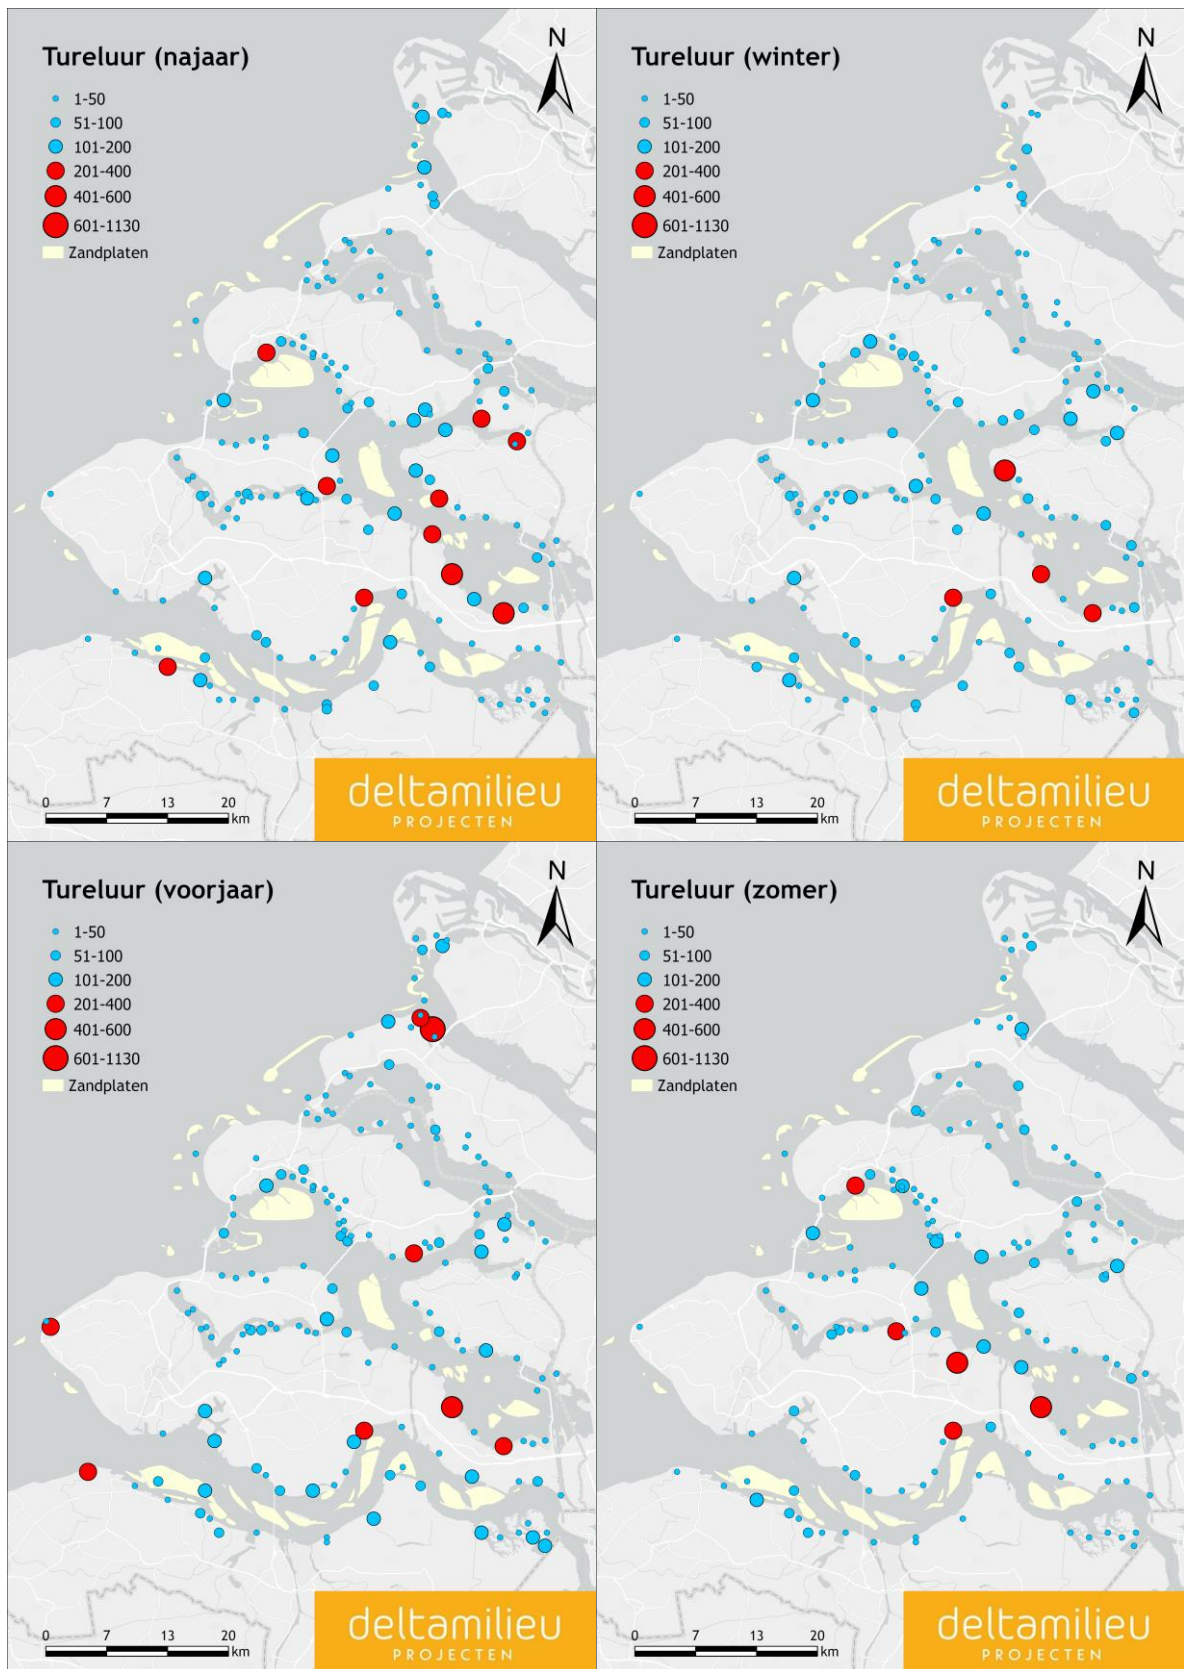 Tureluur (najaar)
N
1-50
51-100
101-200
201-400
401-600
601-1130
Zandplaten
0 7 13 20
km
deltamilieu
PROJECTEN
Tureluur (winter)
N
1-50
51-100
101-200
201-400
401-600
601-1130
Zandplaten
0 7 13 20
km
deltamilieu
PROJECTEN
Tureluur (voorjaar)
N
1-50
51-100
101-200
201-400
401-600
601-1130
Zandplaten
0 7 13 20
km
deltamilieu
PROJECTEN
Tureluur (zomer)
N
1-50
51-100
101-200
201-400
401-600
601-1130
Zandplaten
0 7 13 20
km
deltamilieu
PROJECTEN